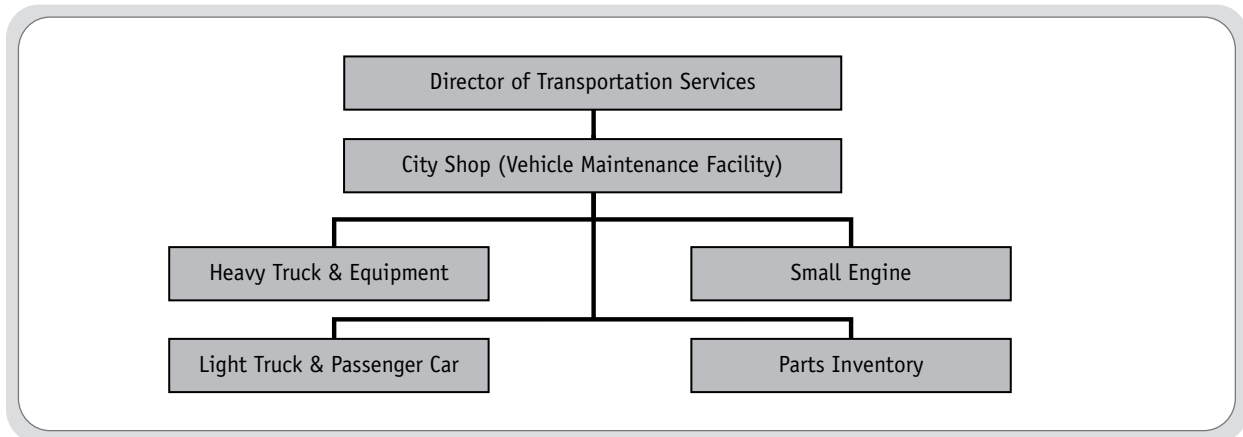 Director of Transportation Services
City Shop (Vehicle Maintenance Facility)
Heavy Truck & Equipment
Small Engine
Light Truck & Passenger Car
Parts Inventory